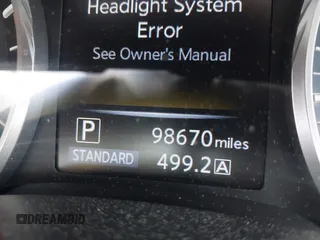 Headlight System
Error
See Owner's Manual
P 98670 miles
STANDARD 499.2 A
DREAMBID